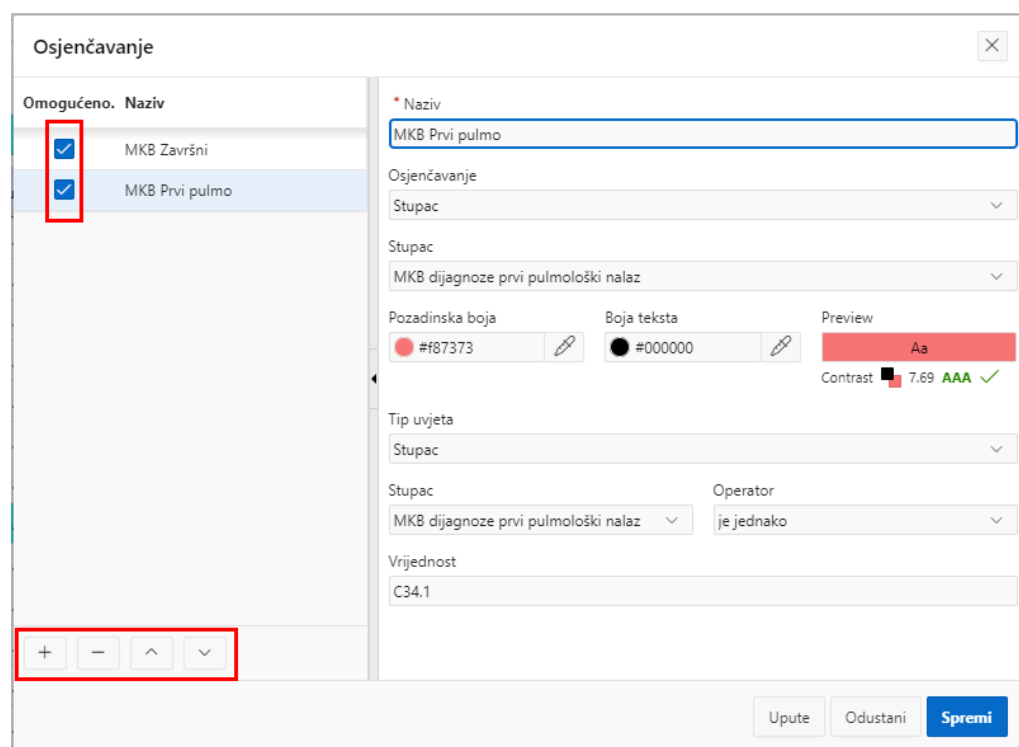 Osjenčavanje
Omogućeno. Naziv
MKB Završni
MKB Prvi pulmo
* Naziv
MKB Prvi pulmo
Osjenčavanje
Stupac
Stupac
MKB dijagnoze prvi pulmološki nalaz
Pozadinska boja Boja teksta Preview
#f87373 #000000 Aa
Contrast 7.69 AAA
Tip uvjeta
Stupac
Stupac Operator
MKB dijagnoze prvi pulmološki nalaz je jednako
Vrijednost
C34.1
Upute Odustani Spremi